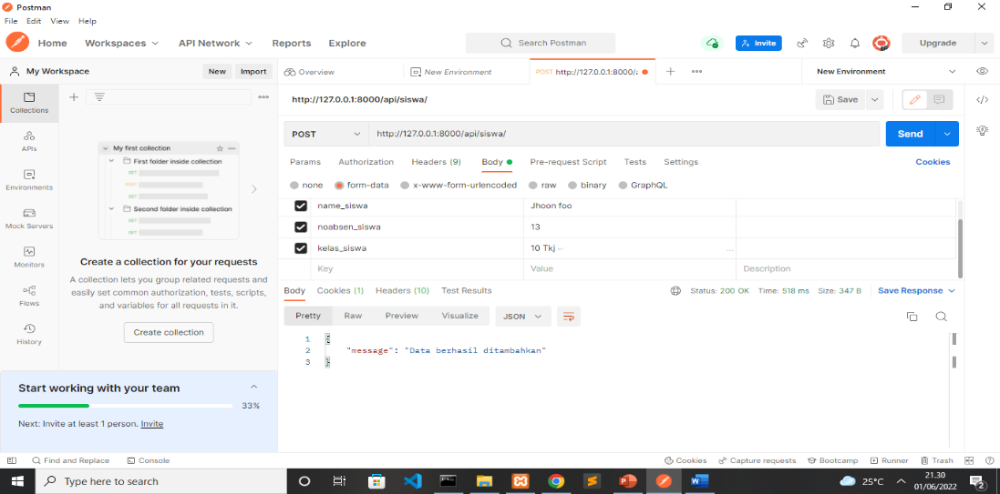 Postman
File Edit View Help
Home Workspaces API Network Reports Explore
Search Postman
Invite
Upgrade
My Workspace
New Import
Overview
New Environment
POST http://127.0.0.1:8000/a
New Environment
Collections
APIs
Environments
Mock Servers
Monitors
Flows
History
My first collection
First folder inside collection
GET
POST
GET
Second folder inside collection
GET
GET
Create a collection for your requests
A collection lets you group related requests and
easily set common authorization, tests, scripts,
and variables for all requests in it.
Create collection
Start working with your team
33%
Next: Invite at least 1 person. Invite
http://127.0.0.1:8000/api/siswa/
Save
POST http://127.0.0.1:8000/api/siswa/
Send
Params Authorization Headers (9) Body Pre-request Script Tests Settings
Cookies
none form-data x-www-form-urlencoded raw binary GraphQL
name_siswa Jhoon foo
noabsen_siswa 13
kelas_siswa 10 Tkj
Key Value Description
Body Cookies (1) Headers (10) Test Results
Status: 200 OK Time: 518 ms Size: 347 B Save Response
Pretty Raw Preview Visualize JSON
1 {
2 "message": "Data berhasil ditambahkan"
3 }
Find and Replace Console
Cookies Capture requests Bootcamp Runner Trash
Type here to search
25°C
21.30
01/06/2022
2